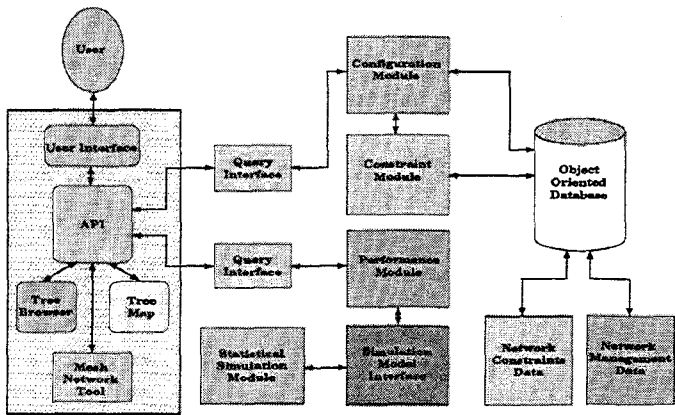 User
User Interface
API
Tree
Browser
Tree
Map
Mesh
Network
Tool
Query
Interface
Query
Interface
Statistical
Simulation
Module
Configuration
Module
Constraint
Module
Performance
Module
Simulation
Model
Interface
Object
Oriented
Database
Network
Constraints
Data
Network
Management
Data